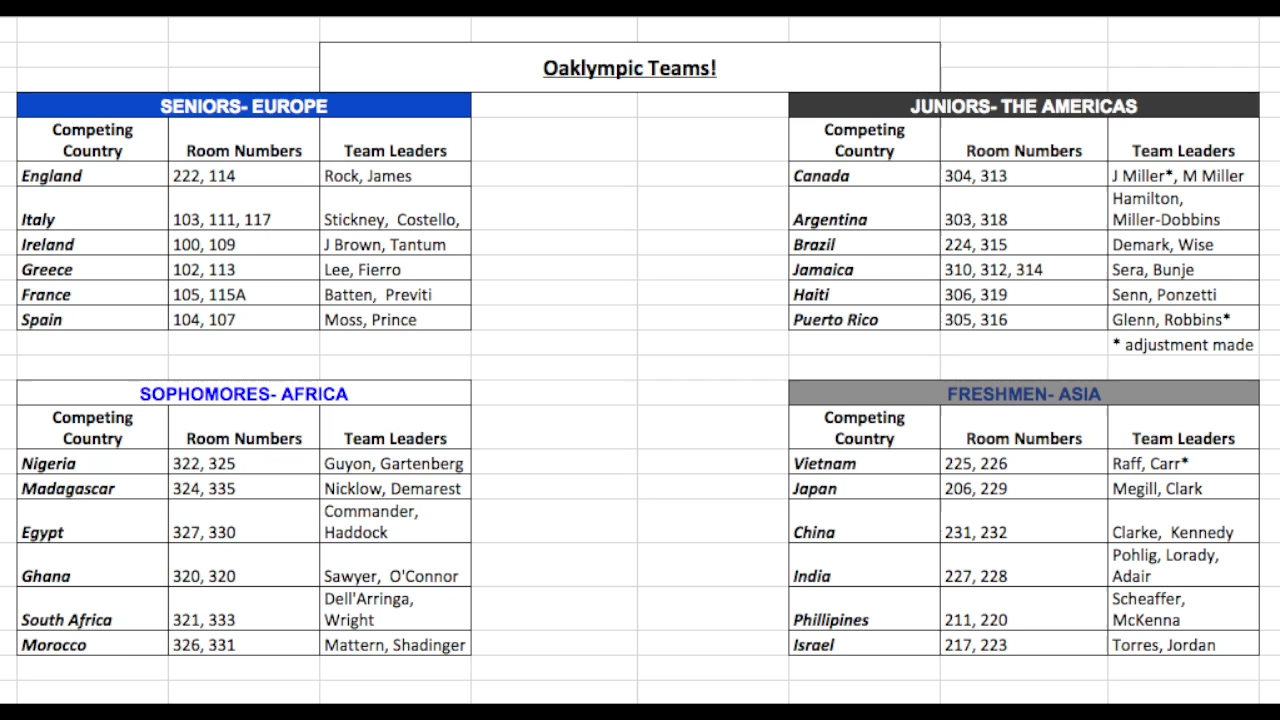 Oaklympic Teams!
SENIORS- EUROPE
Competing Country Room Numbers Team Leaders
England 222, 114 Rock, James
Italy 103, 111, 117 Stickney, Costello,
Ireland 100, 109 J Brown, Tantum
Greece 102, 113 Lee, Fierro
France 105, 115A Batten, Previti
Spain 104, 107 Moss, Prince
JUNIORS- THE AMERICAS
Competing Country Room Numbers Team Leaders
Canada 304, 313 J Miller*, M Miller
Argentina 303, 318 Hamilton, Miller-Dobbins
Brazil 224, 315 Demark, Wise
Jamaica 310, 312, 314 Sera, Bunje
Haiti 306, 319 Senn, Ponzetti
Puerto Rico 305, 316 Glenn, Robbins*
* adjustment made
SOPHOMORES- AFRICA
Competing Country Room Numbers Team Leaders
Nigeria 322, 325 Guyon, Gartenberg
Madagascar 324, 335 Nicklow, Demarest
Egypt 327, 330 Commander, Haddock
Ghana 320, 320 Sawyer, O'Connor
South Africa 321, 333 Dell'Arringa, Wright
Morocco 326, 331 Mattern, Shadinger
FRESHMEN- ASIA
Competing Country Room Numbers Team Leaders
Vietnam 225, 226 Raff, Carr*
Japan 206, 229 Megill, Clark
China 231, 232 Clarke, Kennedy
India 227, 228 Pohlig, Lorady, Adair
Phillipines 211, 220 Scheaffer, McKenna
Israel 217, 223 Torres, Jordan